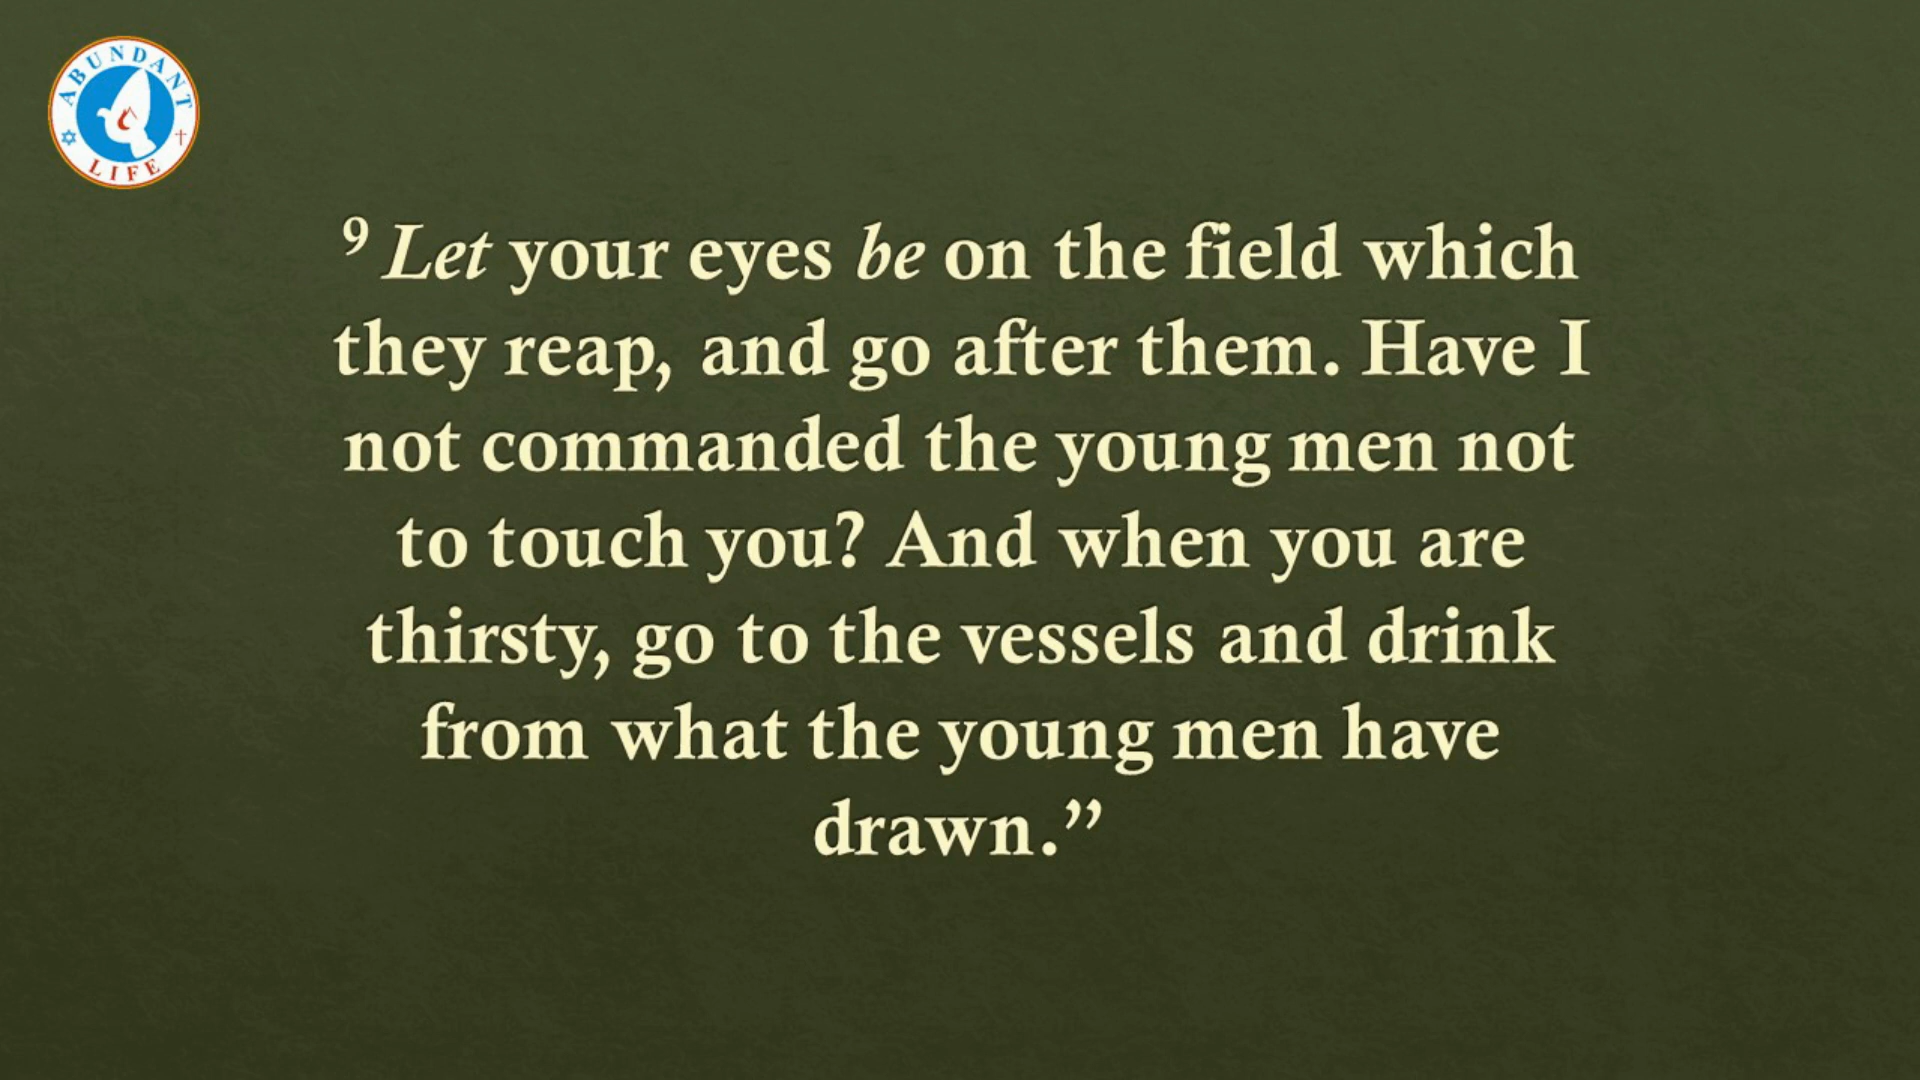 ABUNDANT
LIFE
⁹ Let your eyes be on the field which
they reap, and go after them. Have I
not commanded the young men not
to touch you? And when you are
thirsty, go to the vessels and drink
from what the young men have
drawn.”